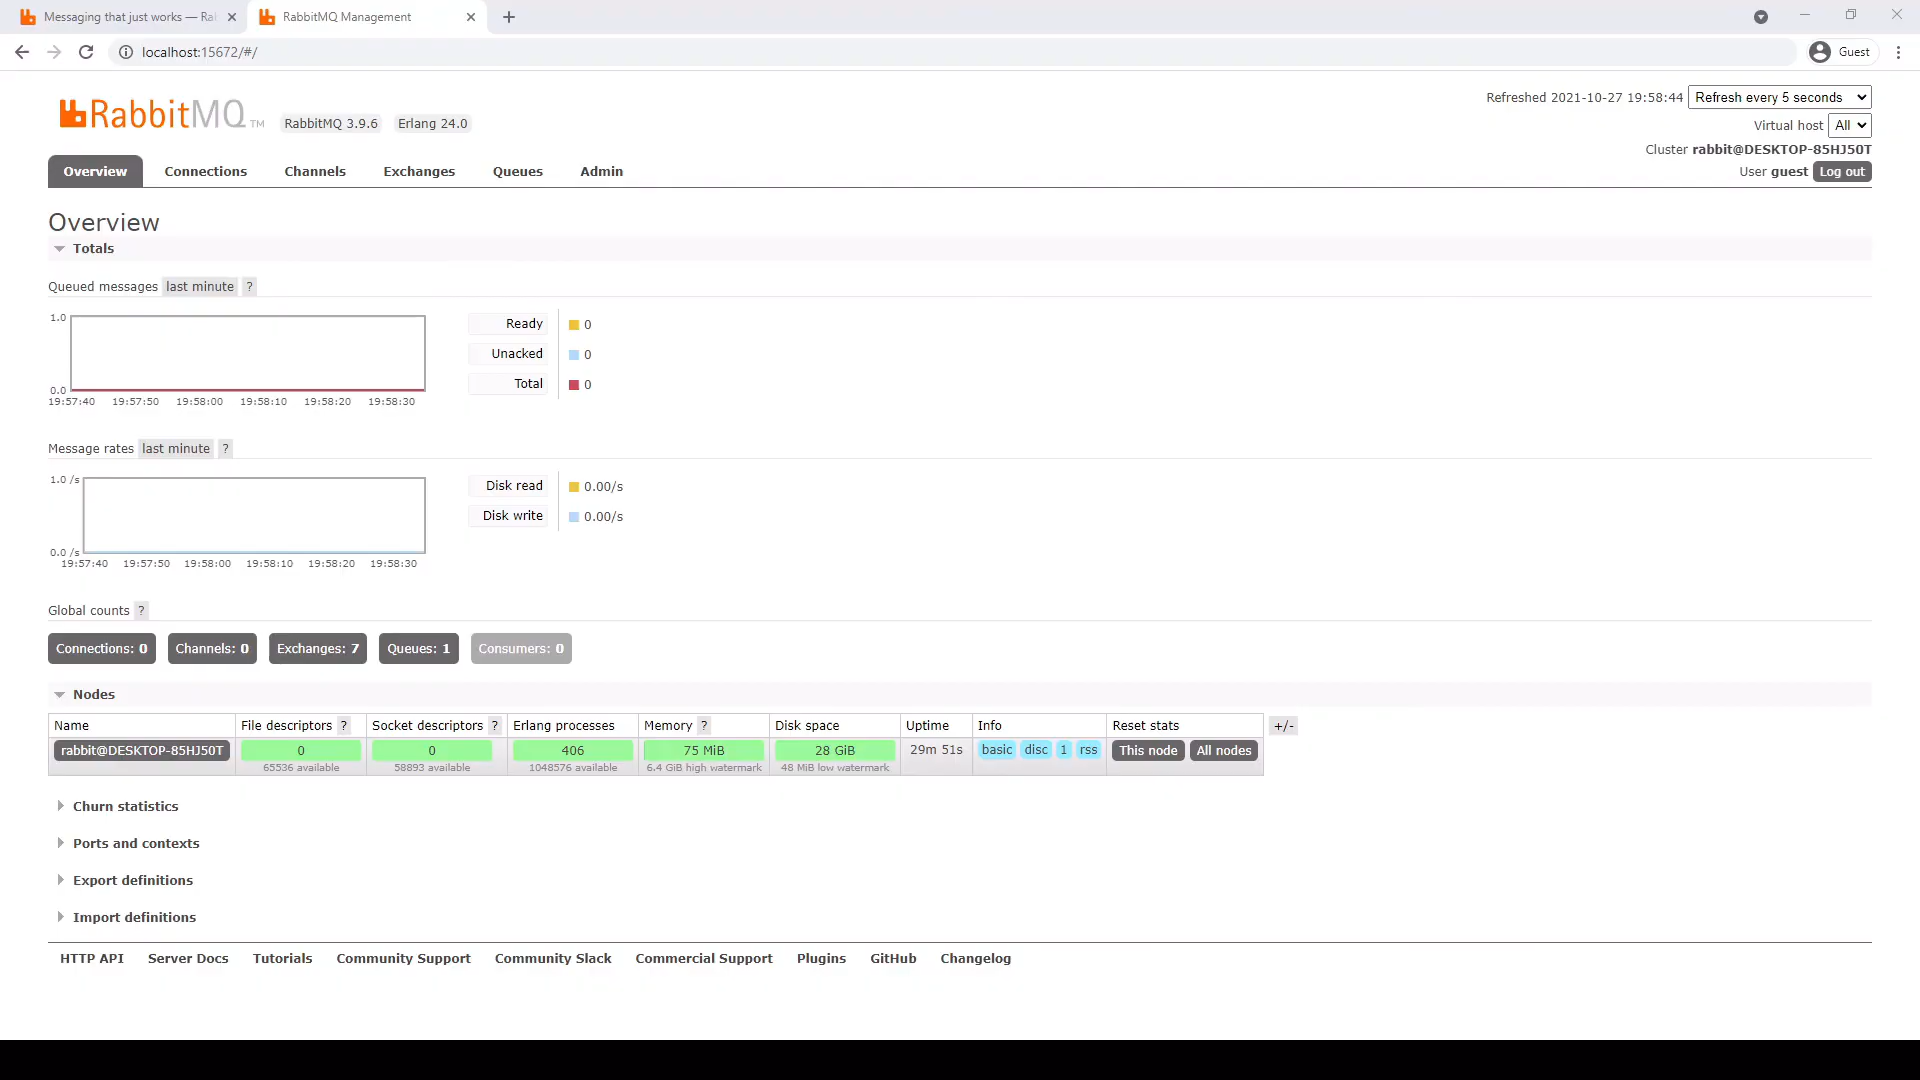 Messaging that just works — Ra
RabbitMQ Management
localhost:15672/#/
Guest
RabbitMQ TM
RabbitMQ 3.9.6
Erlang 24.0
Refreshed 2021-10-27 19:58:44
Refresh every 5 seconds
Virtual host All
Cluster rabbit@DESKTOP-85HJ50T
User guest Log out
Overview Connections Channels Exchanges Queues Admin
Overview
Totals
Queued messages last minute ?
1.0
0.0
19:57:40 19:57:50 19:58:00 19:58:10 19:58:20 19:58:30
Ready 0
Unacked 0
Total 0
Message rates last minute ?
1.0 /s
0.0 /s
19:57:40 19:57:50 19:58:00 19:58:10 19:58:20 19:58:30
Disk read 0.00/s
Disk write 0.00/s
Global counts ?
Connections: 0 Channels: 0 Exchanges: 7 Queues: 1 Consumers: 0
Nodes
Name File descriptors ? Socket descriptors ? Erlang processes Memory ? Disk space Uptime Info Reset stats +/-
rabbit@DESKTOP-85HJ50T 0 0 406 75 MiB 28 GiB 29m 51s basic disc 1 rss This node All nodes
65536 available 58893 available 1048576 available 6.4 GiB high watermark 48 MiB low watermark
Churn statistics
Ports and contexts
Export definitions
Import definitions
HTTP API Server Docs Tutorials Community Support Community Slack Commercial Support Plugins GitHub Changelog